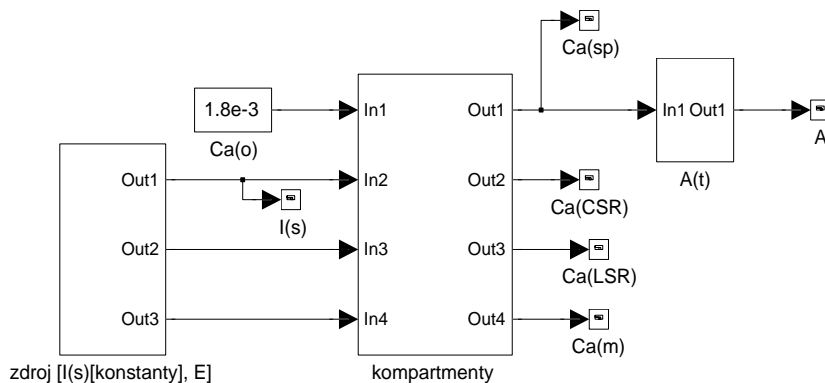 Ca(sp)
1.8e-3
In1
Out1
In1
Out1
Ca(o)
A
A(t)
Out1
In2
Out2
Ca(CSR)
I(s)
Out2
In3
Out3
Ca(LSR)
Out3
In4
Out4
Ca(m)
zdroj [I(s)[konstanty], E]
kompartmenty